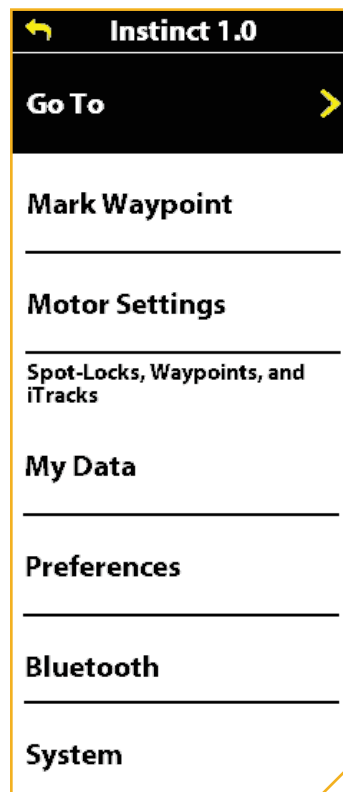 Instinct 1.0
Go To
Mark Waypoint
Motor Settings
Spot-Locks, Waypoints, and
iTracks
My Data
Preferences
Bluetooth
System